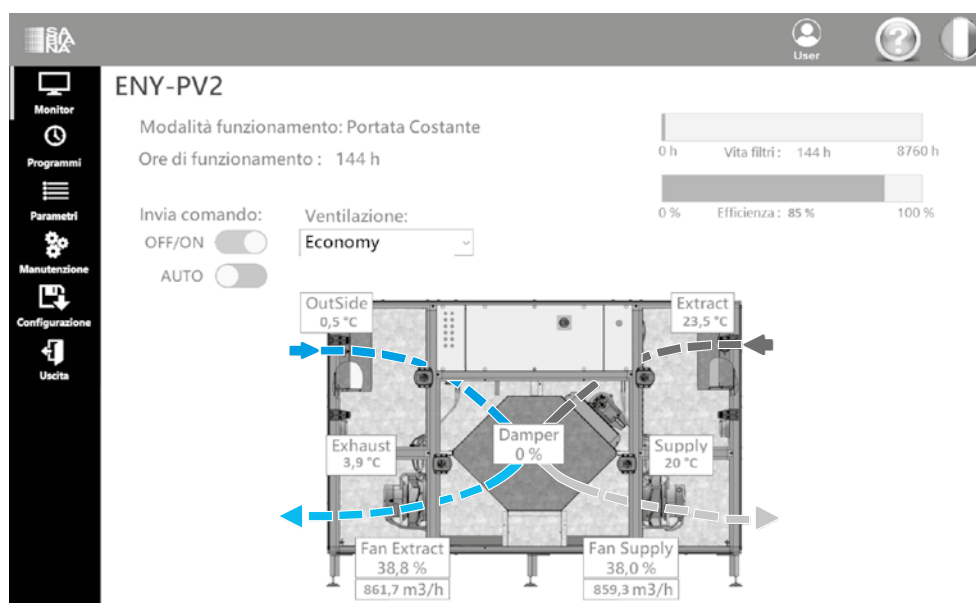 SA
BIA
NA
User
?
Monitor
Programmi
Parametri
Manutenzione
Configurazione
Uscita
ENY-PV2
Modalità funzionamento: Portata Costante
Ore di funzionamento : 144 h
0 h Vita filtri : 144 h 8760 h
0 % Efficienza : 85 % 100 %
Invia comando:
OFF/ON
AUTO
Ventilazione:
Economy
OutSide
0,5 °C
Extract
23,5 °C
Damper
0 %
Exhaust
3,9 °C
Supply
20 °C
Fan Extract
38,8 %
861,7 m3/h
Fan Supply
38,0 %
859,3 m3/h